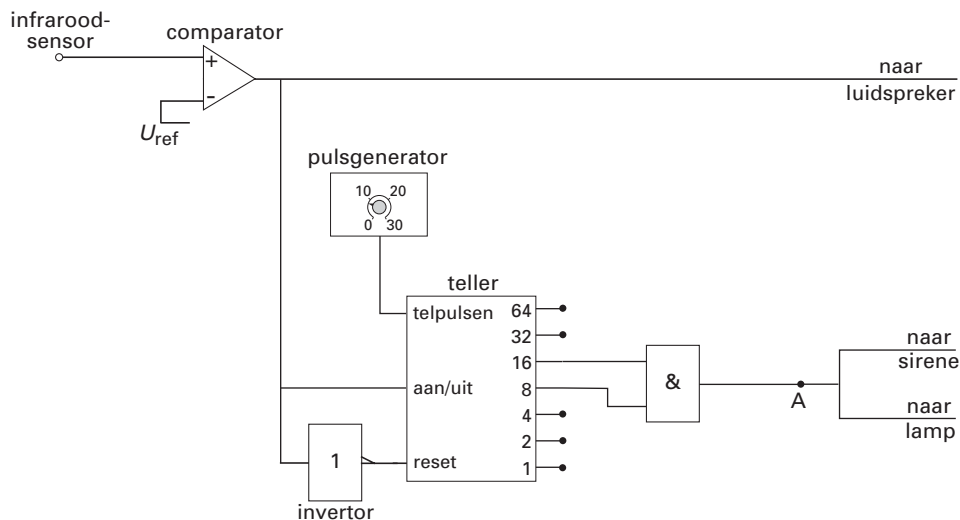 infrarood-
sensor
comparator
+
-
U ref
naar
luidspreker
pulsgenerator
10 20
0 30
teller
telpulsen
aan/uit
reset
64
32
16
8
4
2
1
1
invertor
&
A
naar
sirene
naar
lamp